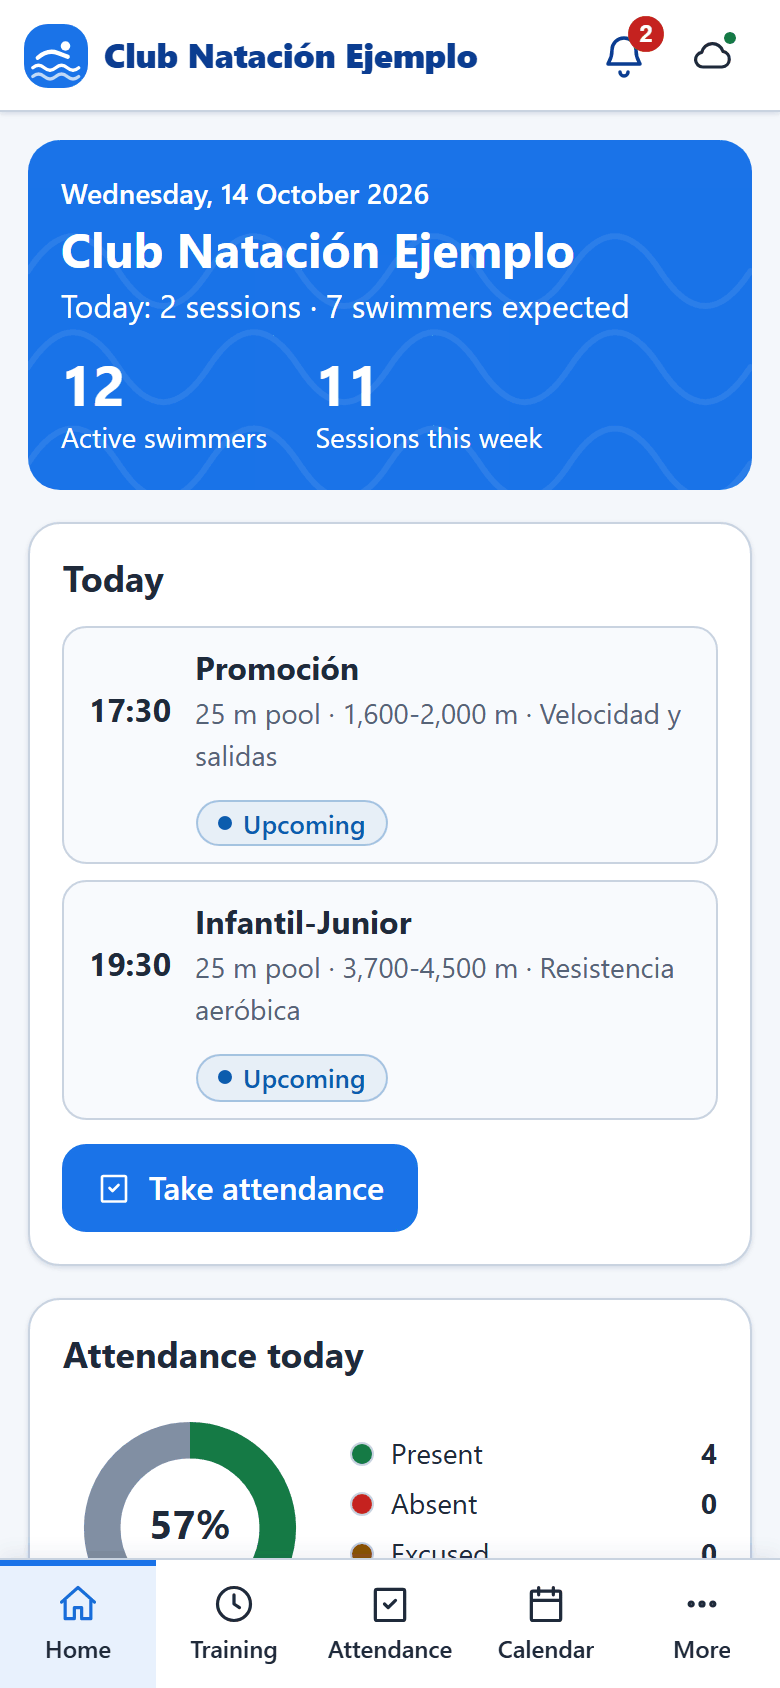 Club Natación Ejemplo
2
Wednesday, 14 October 2026
Club Natación Ejemplo
Today: 2 sessions · 7 swimmers expected
12
11
Active swimmers
Sessions this week
Today
17:30
Promoción
25 m pool · 1,600-2,000 m · Velocidad y
salidas
Upcoming
19:30
Infantil-Junior
25 m pool · 3,700-4,500 m · Resistencia
aeróbica
Upcoming
Take attendance
Attendance today
57%
Present 4
Absent 0
Excused 0
Home
Training
Attendance
Calendar
More